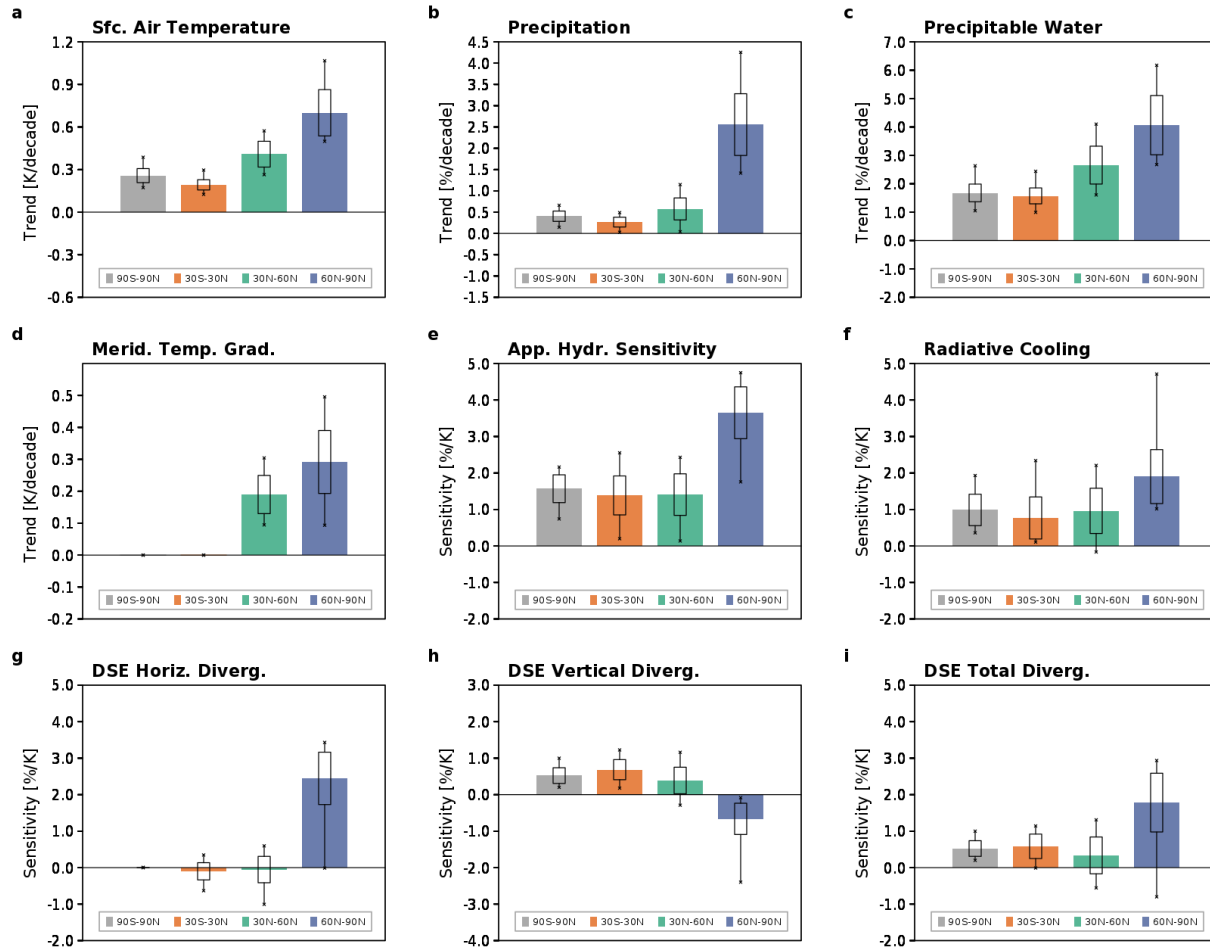 a
Sfc. Air Temperature
Trend [K/decade]
1.2
0.9
0.6
0.3
0.0
-0.3
-0.6
90S-90N 30S-30N 30N-60N 60N-90N
b
Precipitation
Trend [%/decade]
4.5
4.0
3.5
3.0
2.5
2.0
1.5
1.0
0.5
0.0
-0.5
-1.0
-1.5
90S-90N 30S-30N 30N-60N 60N-90N
c
Precipitable Water
Trend [%/decade]
7.0
6.0
5.0
4.0
3.0
2.0
1.0
0.0
-1.0
-2.0
90S-90N 30S-30N 30N-60N 60N-90N
d
Merid. Temp. Grad.
Trend [K/decade]
0.5
0.4
0.3
0.2
0.1
0.0
-0.1
-0.2
90S-90N 30S-30N 30N-60N 60N-90N
e
App. Hydr. Sensitivity
Sensitivity [%/K]
5.0
4.0
3.0
2.0
1.0
0.0
-1.0
-2.0
90S-90N 30S-30N 30N-60N 60N-90N
f
Radiative Cooling
Sensitivity [%/K]
5.0
4.0
3.0
2.0
1.0
0.0
-1.0
-2.0
90S-90N 30S-30N 30N-60N 60N-90N
g
DSE Horiz. Diverg.
Sensitivity [%/K]
5.0
4.0
3.0
2.0
1.0
0.0
-1.0
-2.0
90S-90N 30S-30N 30N-60N 60N-90N
h
DSE Vertical Diverg.
Sensitivity [%/K]
3.0
2.0
1.0
0.0
-1.0
-2.0
-3.0
-4.0
90S-90N 30S-30N 30N-60N 60N-90N
i
DSE Total Diverg.
Sensitivity [%/K]
5.0
4.0
3.0
2.0
1.0
0.0
-1.0
-2.0
90S-90N 30S-30N 30N-60N 60N-90N